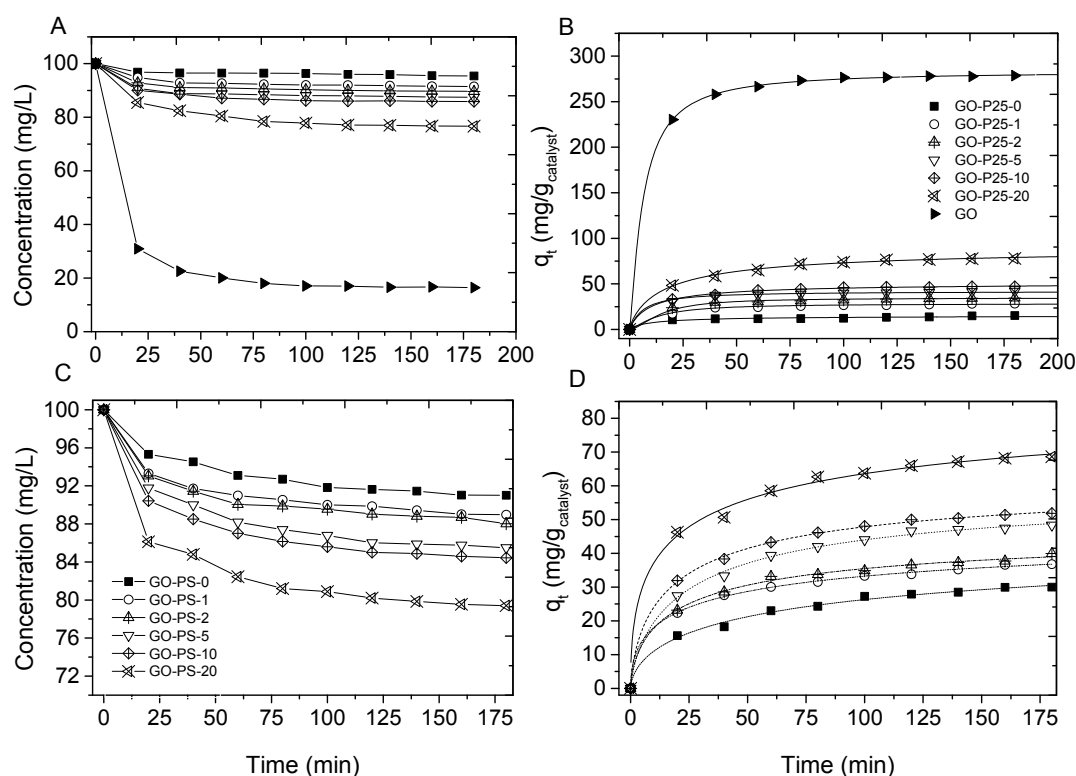 A
Concentration (mg/L)
100
80
60
40
20
0
0 25 50 75 100 125 150 175 200
B
q_t (mg/g_catalyst)
300
250
200
150
100
50
0
GO-P25-0
GO-P25-1
GO-P25-2
GO-P25-5
GO-P25-10
GO-P25-20
GO
0 25 50 75 100 125 150 175 200
C
Concentration (mg/L)
100
96
92
88
84
80
76
72
GO-PS-0
GO-PS-1
GO-PS-2
GO-PS-5
GO-PS-10
GO-PS-20
0 25 50 75 100 125 150 175
Time (min)
D
q_t (mg/g_catalyst)
80
70
60
50
40
30
20
10
0
0 25 50 75 100 125 150 175
Time (min)